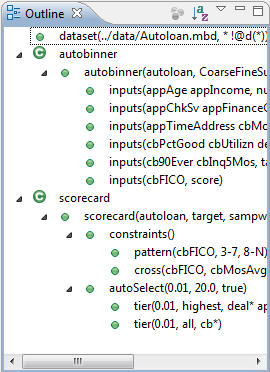 Outline
dataset(../data/Autoloan.mbd, * !@d(*))
autobinner
autobinner(autoloan, CoarseFineSu
inputs(appAge appIncome, nu
inputs(appChkSv appFinanceC
inputs(appTimeAddress cbMo
inputs(cbPctGood cbUtilizn de
inputs(cb90Ever cbInq5Mos, ta
inputs(cbFICO, score)
scorecard
scorecard(autoloan, target, sampw
constraints()
pattern(cbFICO, 3-7, 8-N)
cross(cbFICO, cbMosAvg
autoSelect(0.01, 20.0, true)
tier(0.01, highest, deal* ap
tier(0.01, all, cb*)